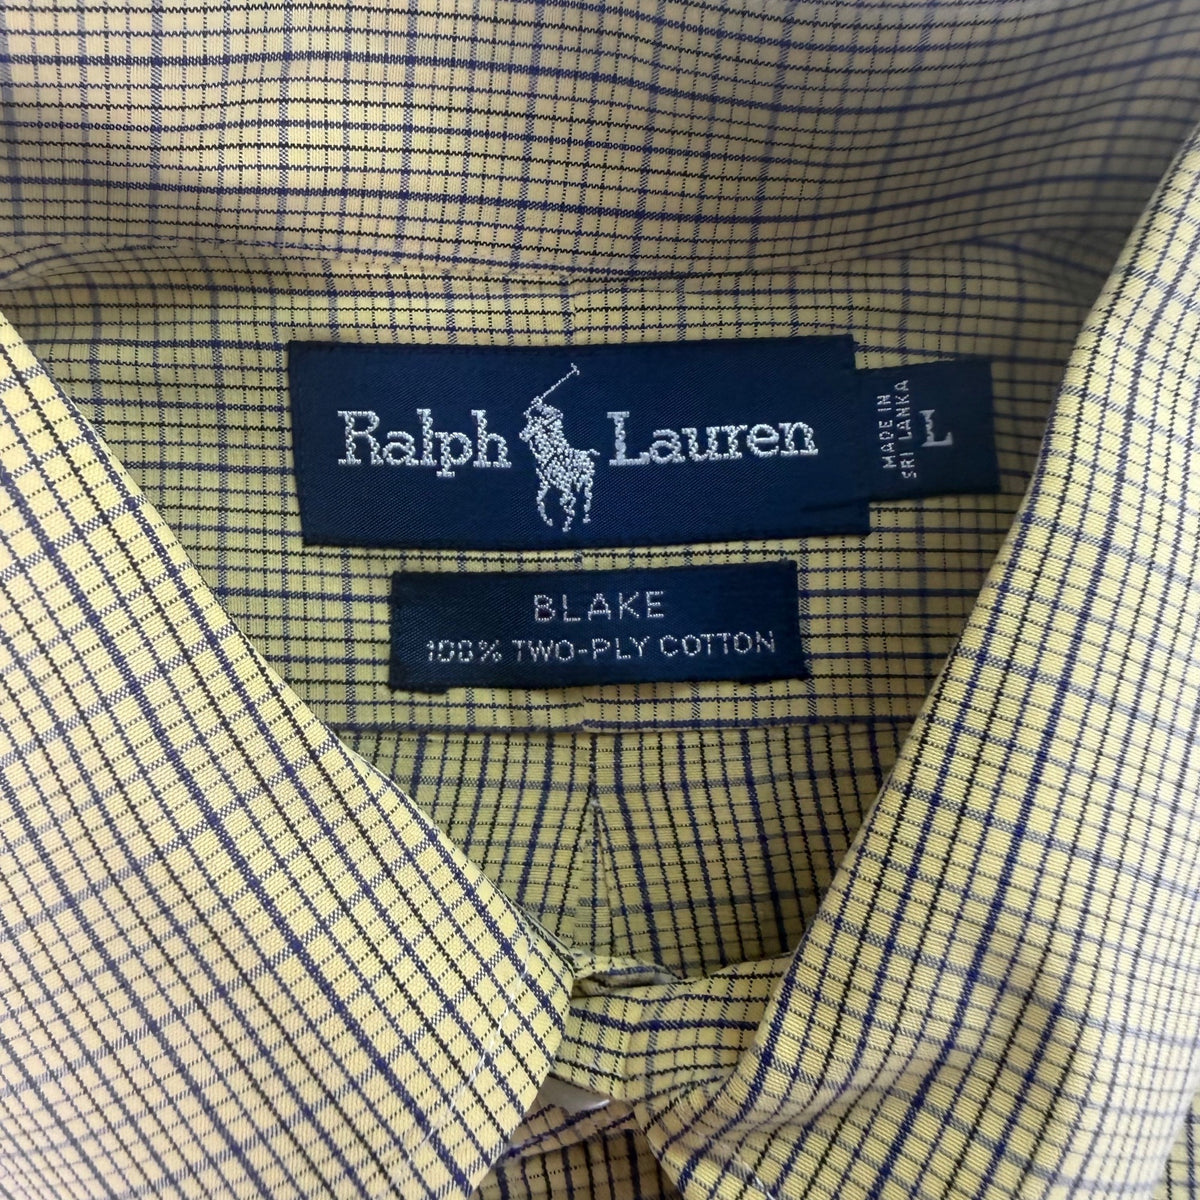 Ralph Lauren
MADE IN
SRI LANKA
L
BLAKE
100% TWO-PLY COTTON